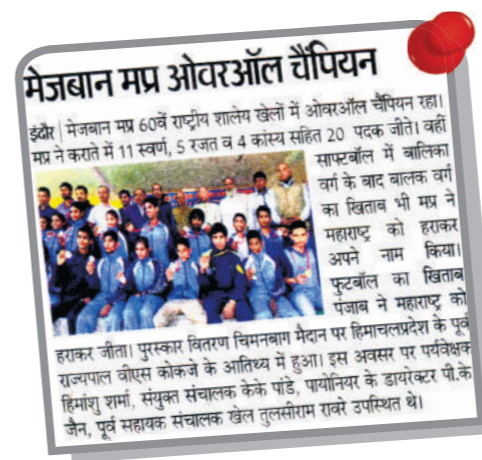 मेजबान मप्र ओवरऑल चैंपियन
इंदौर | मेजबान मप्र 60वें राष्ट्रीय शालेय खेलों में ओवरऑल चैंपियन रहा।
मप्र ने कराते में 11 स्वर्ण, 5 रजत व 4 कांस्य सहित 20 पदक जीते। वहीं
साफ्टबॉल में बालिका
वर्ग के बाद बालक वर्ग
का खिताब भी मप्र ने
महाराष्ट्र को हराकर
अपने नाम किया।
फुटबॉल का खिताब
पंजाब ने महाराष्ट्र को
हराकर जीता। पुरस्कार वितरण चिमनबाग मैदान पर हिमाचलप्रदेश के पूर्व
राज्यपाल वीएस कोकजे के आतिथ्य में हुआ। इस अवसर पर पर्यवेक्षक
हिमांशु शर्मा, संयुक्त संचालक केके पांडे, पायोनियर के डायरेक्टर पी.के
जैन, पूर्व सहायक संचालक खेल तुलसीराम रावरे उपस्थित थे।